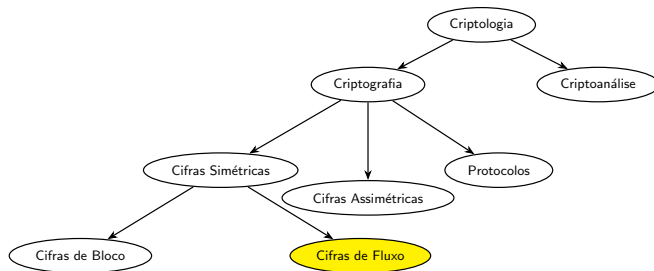 Criptologia
Criptografia
Criptoanálise
Cifras Simétricas
Cifras Assimétricas
Protocolos
Cifras de Bloco
Cifras de Fluxo